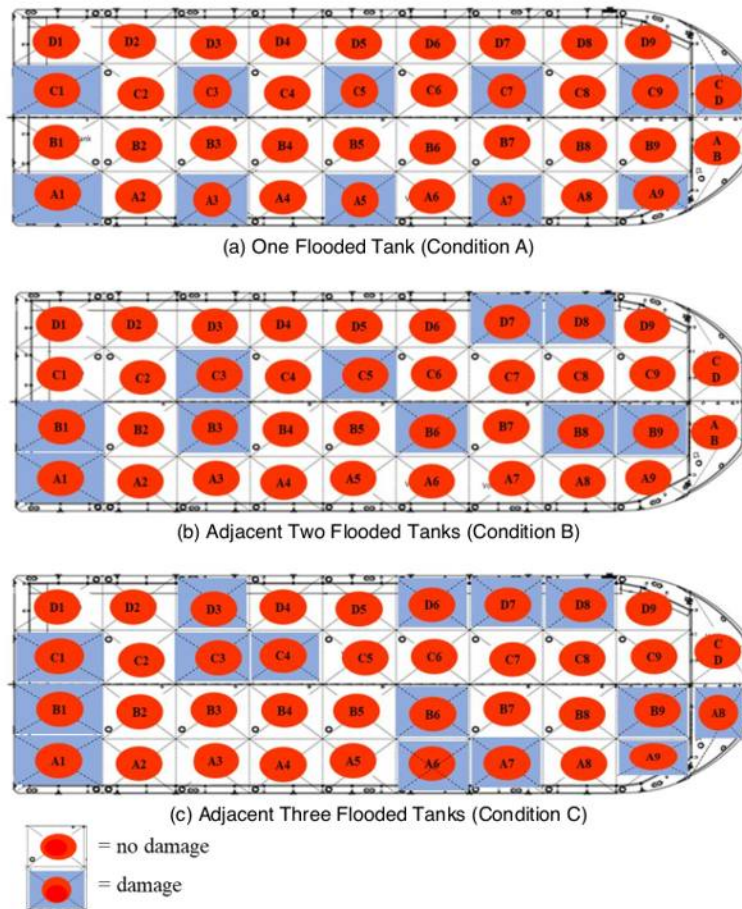 D1 D2 D3 D4 D5 D6 D7 D8 D9
C1 C2 C3 C4 C5 C6 C7 C8 C9 C D
B1 B2 B3 B4 B5 B6 B7 B8 B9 A B
A1 A2 A3 A4 A5 A6 A7 A8 A9
(a) One Flooded Tank (Condition A)
D1 D2 D3 D4 D5 D6 D7 D8 D9
C1 C2 C3 C4 C5 C6 C7 C8 C9 C D
B1 B2 B3 B4 B5 B6 B7 B8 B9 A B
A1 A2 A3 A4 A5 A6 A7 A8 A9
(b) Adjacent Two Flooded Tanks (Condition B)
D1 D2 D3 D4 D5 D6 D7 D8 D9
C1 C2 C3 C4 C5 C6 C7 C8 C9 C D
B1 B2 B3 B4 B5 B6 B7 B8 B9 AB
A1 A2 A3 A4 A5 A6 A7 A8 A9
(c) Adjacent Three Flooded Tanks (Condition C)
= no damage
= damage